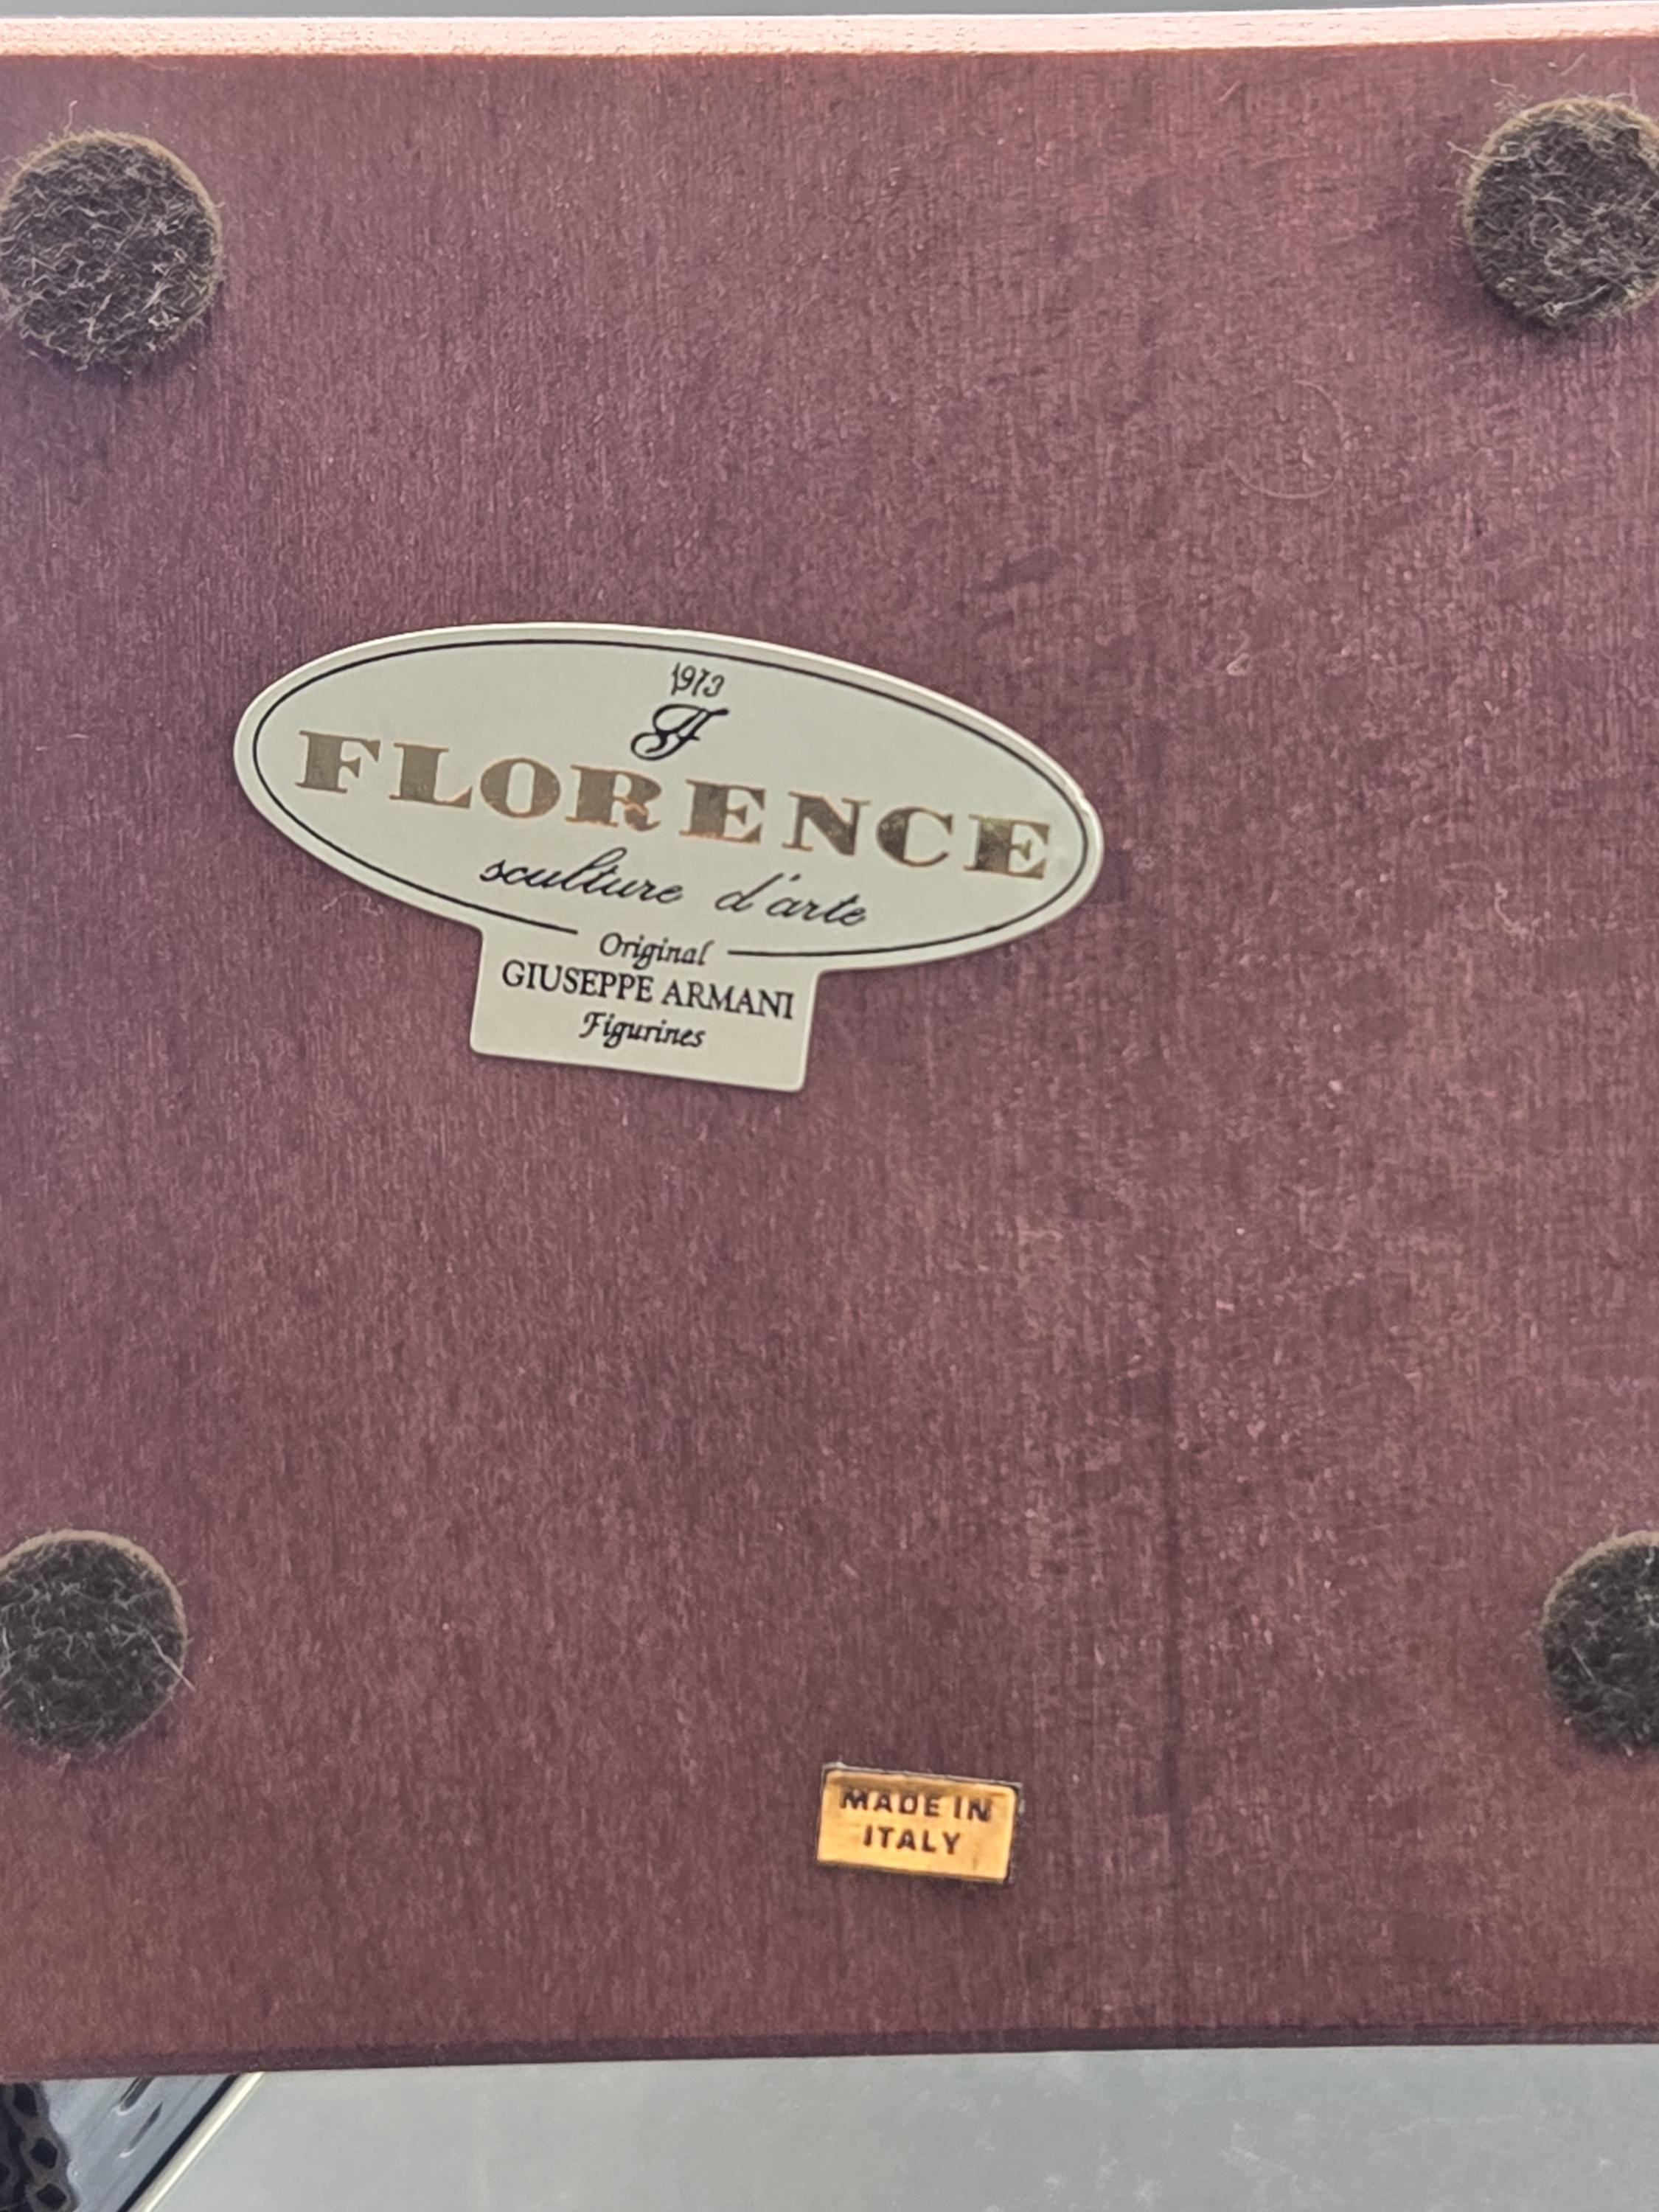 1973
FLORENCE
sculture d'arte
Original
GIUSEPPE ARMANI
Figurines
MADE IN
ITALY